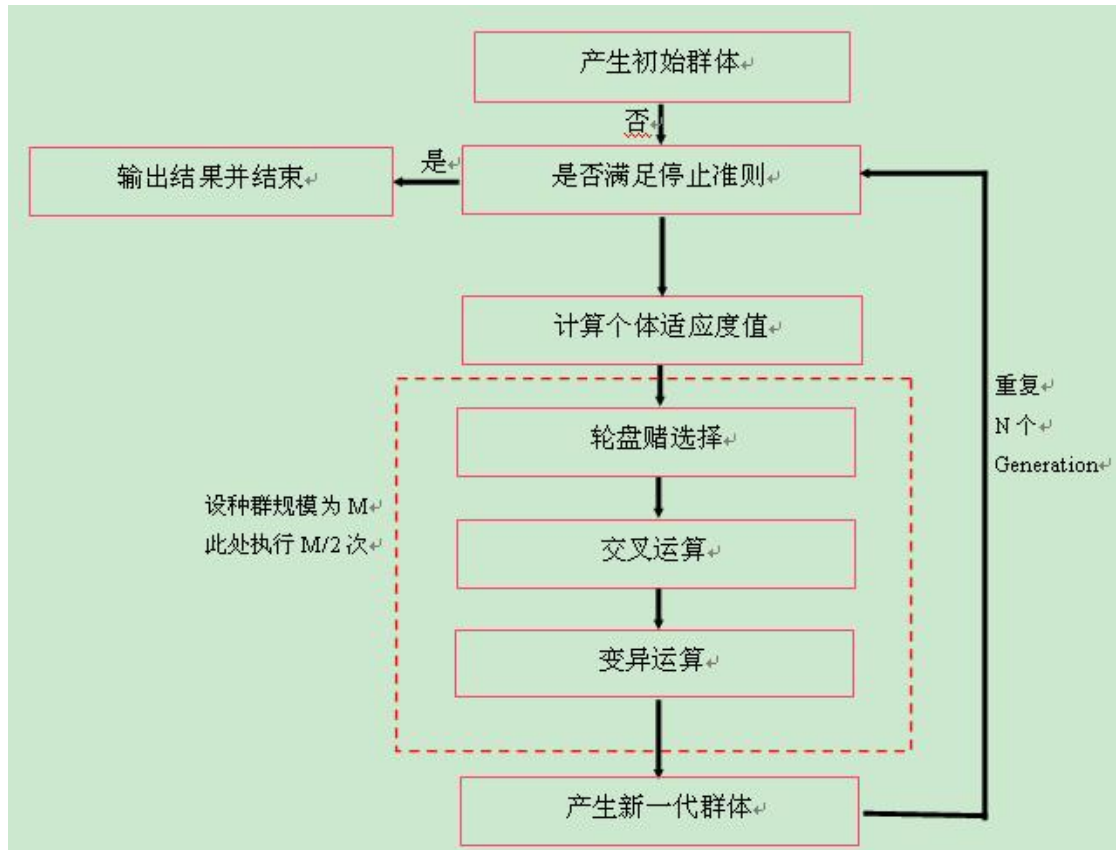 产生初始群体
否
是
输出结果并结束
是否满足停止准则
计算个体适应度值
轮盘赌选择
设种群规模为 M
此处执行 M/2 次
交叉运算
变异运算
产生新一代群体
重复
N 个
Generation